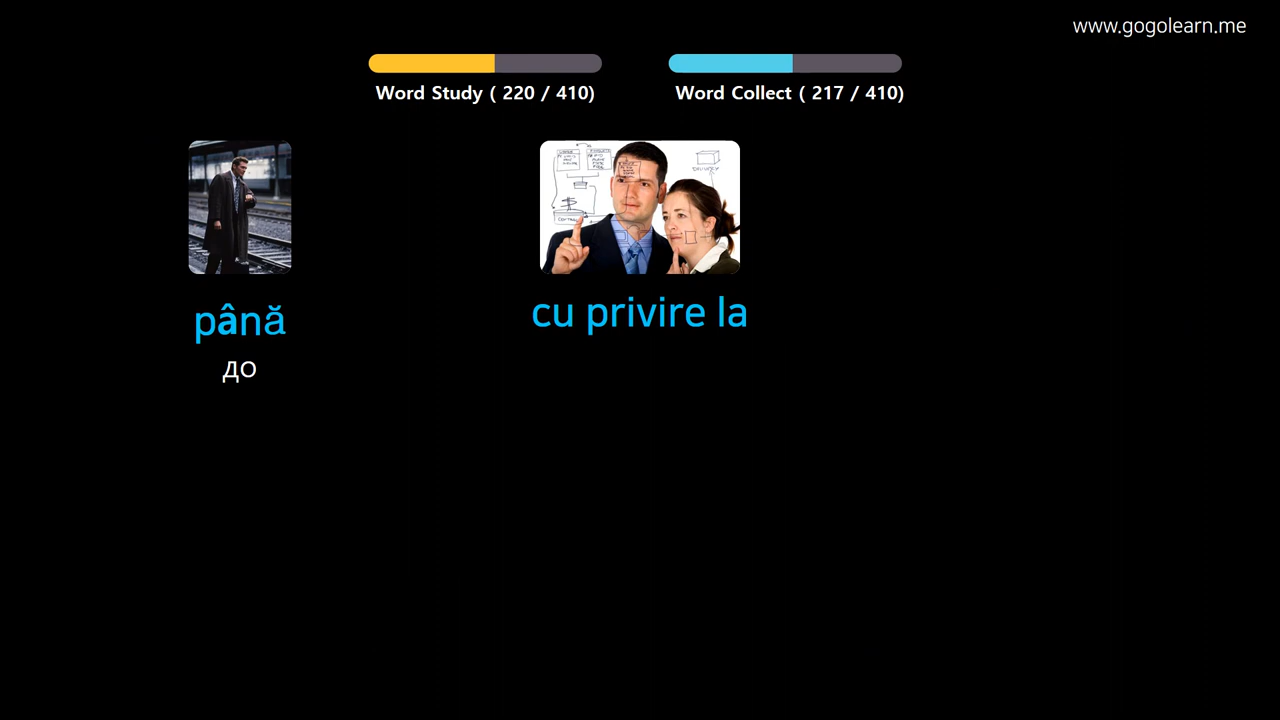 www.gogolearn.me
Word Study ( 220 / 410)
Word Collect ( 217 / 410)
până
до
cu privire la